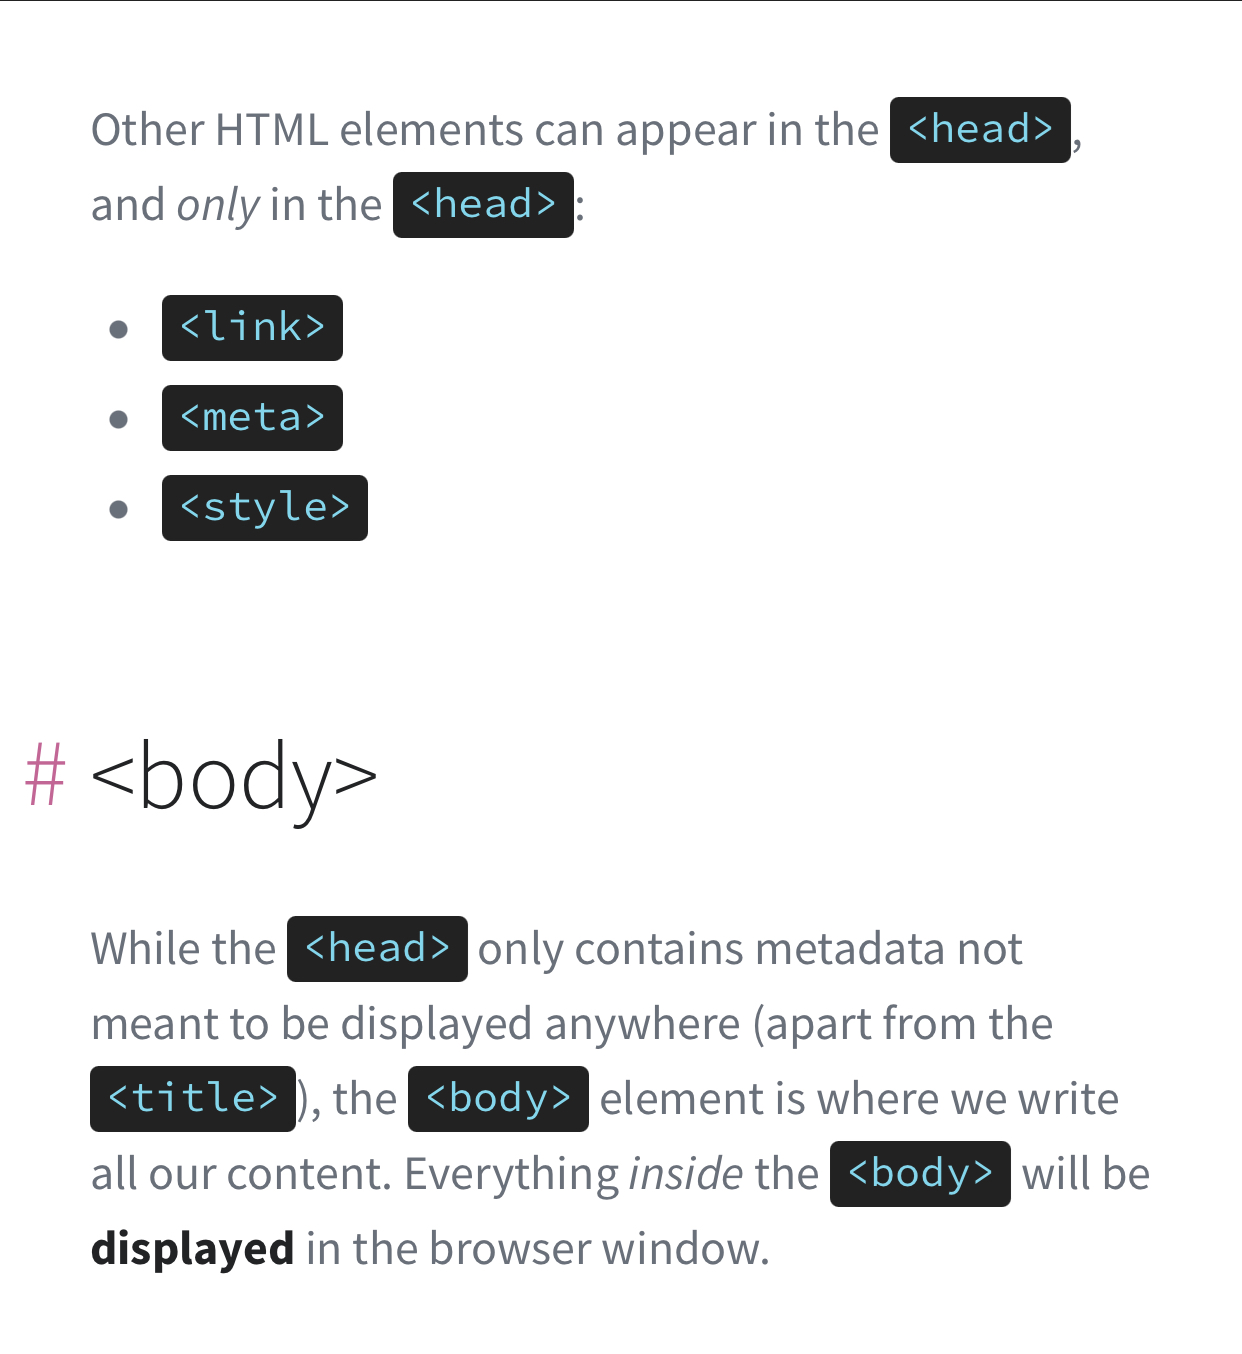 Other HTML elements can appear in the <head>,
and only in the <head>:
● <link>
● <meta>
● <style>
# <body>
While the <head> only contains metadata not
meant to be displayed anywhere (apart from the
<title>), the <body> element is where we write
all our content. Everything inside the <body> will be
displayed in the browser window.